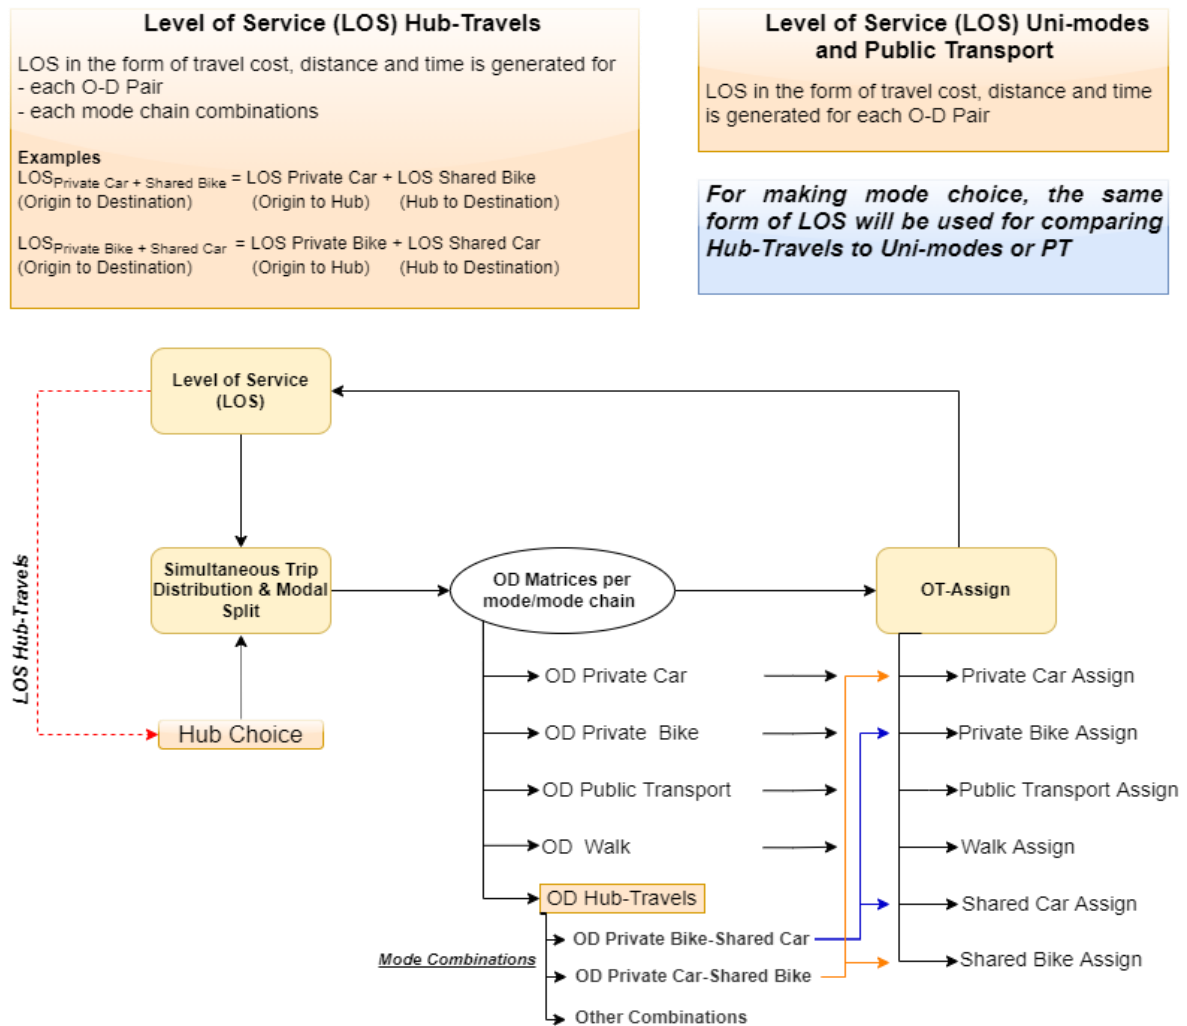 Level of Service (LOS) Hub-Travels
LOS in the form of travel cost, distance and time is generated for
- each O-D Pair
- each mode chain combinations
Examples
LOSPrivate Car + Shared Bike = LOS Private Car + LOS Shared Bike
(Origin to Destination) (Origin to Hub) (Hub to Destination)
LOSPrivate Bike + Shared Car = LOS Private Bike + LOS Shared Car
(Origin to Destination) (Origin to Hub) (Hub to Destination)
Level of Service (LOS) Uni-modes
and Public Transport
LOS in the form of travel cost, distance and time
is generated for each O-D Pair
For making mode choice, the same
form of LOS will be used for comparing
Hub-Travels to Uni-modes or PT
Level of Service
(LOS)
LOS Hub-Travels
Simultaneous Trip
Distribution & Modal
Split
Hub Choice
OD Matrices per
mode/mode chain
OT-Assign
OD Private Car
OD Private Bike
OD Public Transport
OD Walk
OD Hub-Travels
Mode Combinations
OD Private Bike-Shared Car
OD Private Car-Shared Bike
Other Combinations
Private Car Assign
Private Bike Assign
Public Transport Assign
Walk Assign
Shared Car Assign
Shared Bike Assign